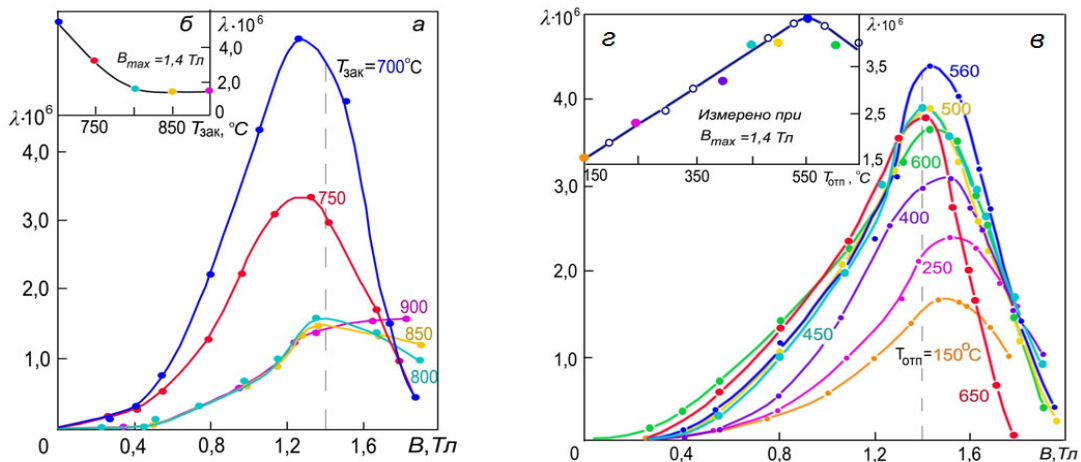 б
λ·10⁶
а
Bmax=1,4 Тл
4,0
2,0
1,0
750
850
Tзак, °C
Tзак=700°C
λ·10⁶
4,0
3,0
2,0
1,0
750
900
850
800
0
0,4
0,8
1,2
1,6
B,Тл
λ·10⁶
г
λ·10⁶
в
3,5
2,5
1,5
Измерено при
Bmax=1,4 Тл
150
350
550
Tотп, °C
4,0
3,0
2,0
1,0
560
500
600
400
250
450
Tотп=150°C
650
0
0,4
0,8
1,2
1,6
B,Тл